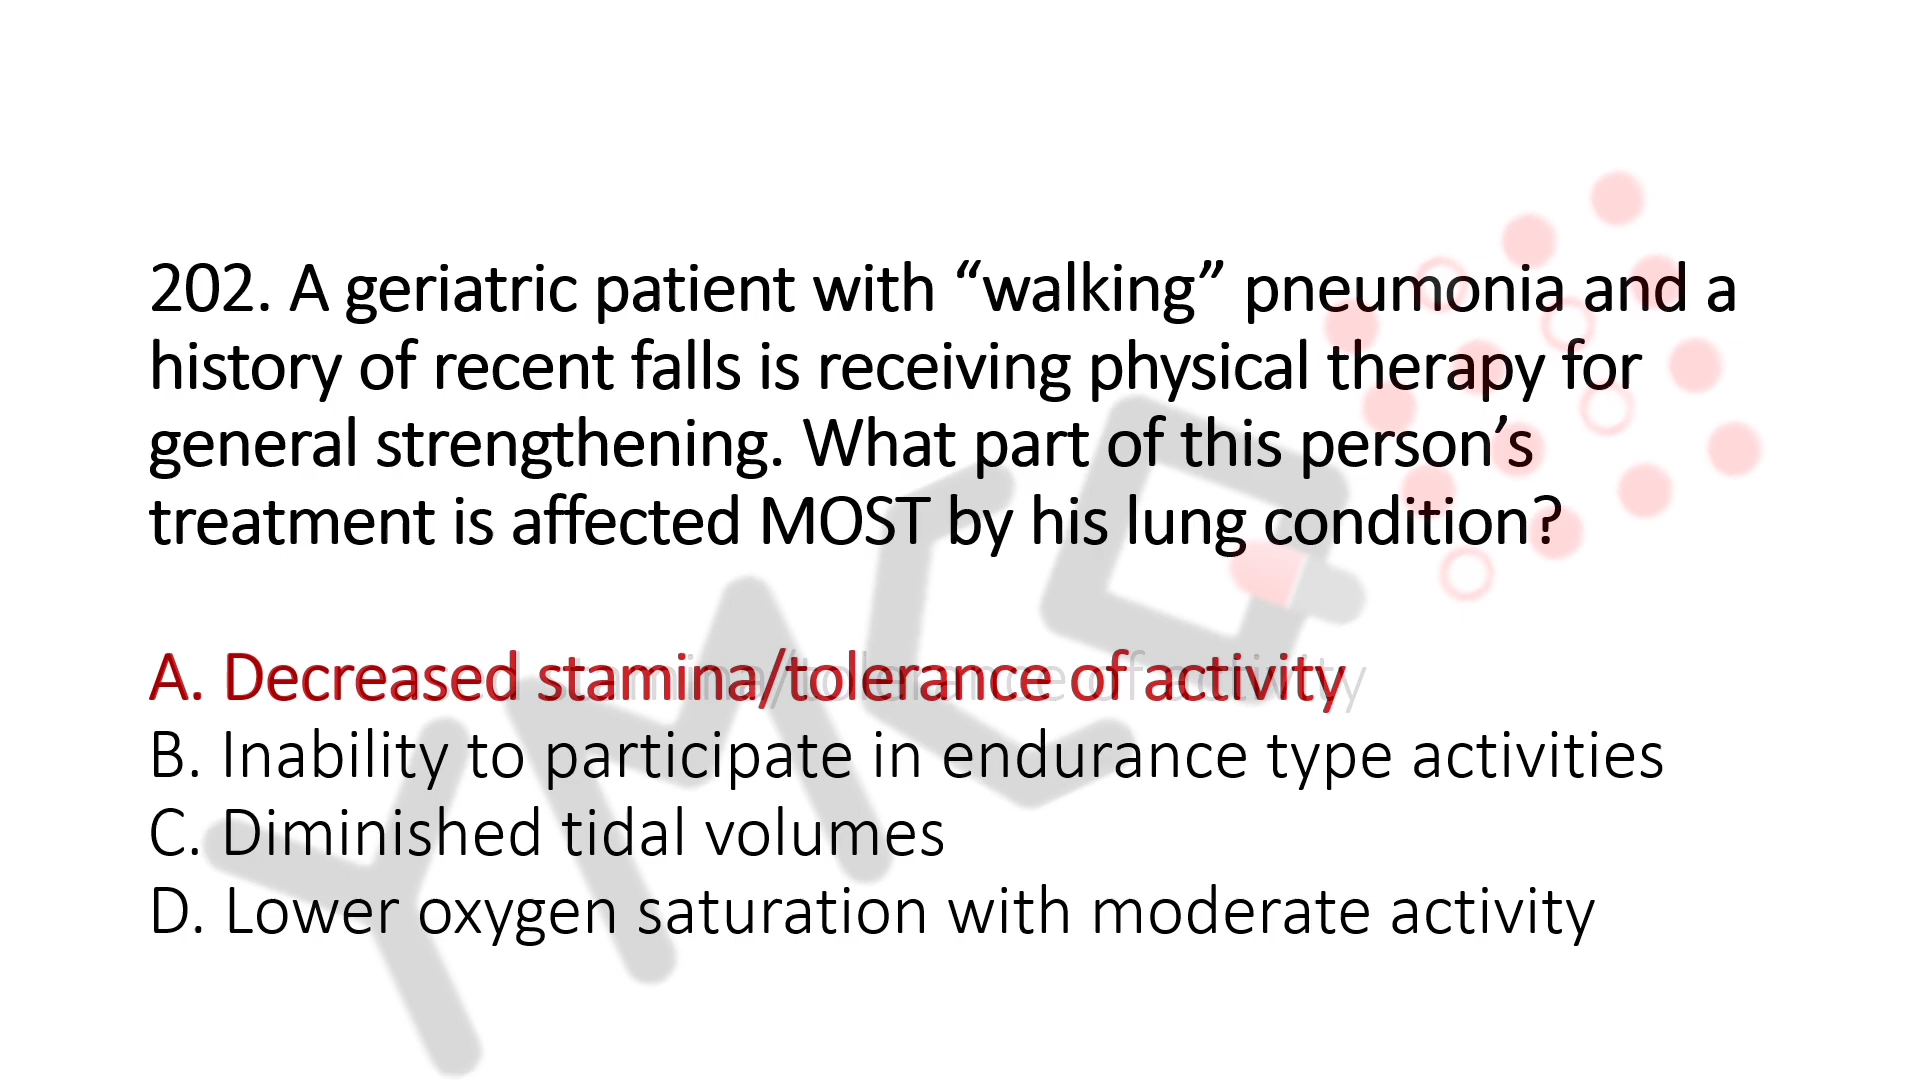 202. A geriatric patient with “walking” pneumonia and a
history of recent falls is receiving physical therapy for
general strengthening. What part of this person’s
treatment is affected MOST by his lung condition?
A. Decreased stamina/tolerance of activity
B. Inability to participate in endurance type activities
C. Diminished tidal volumes
D. Lower oxygen saturation with moderate activity
YMCQ